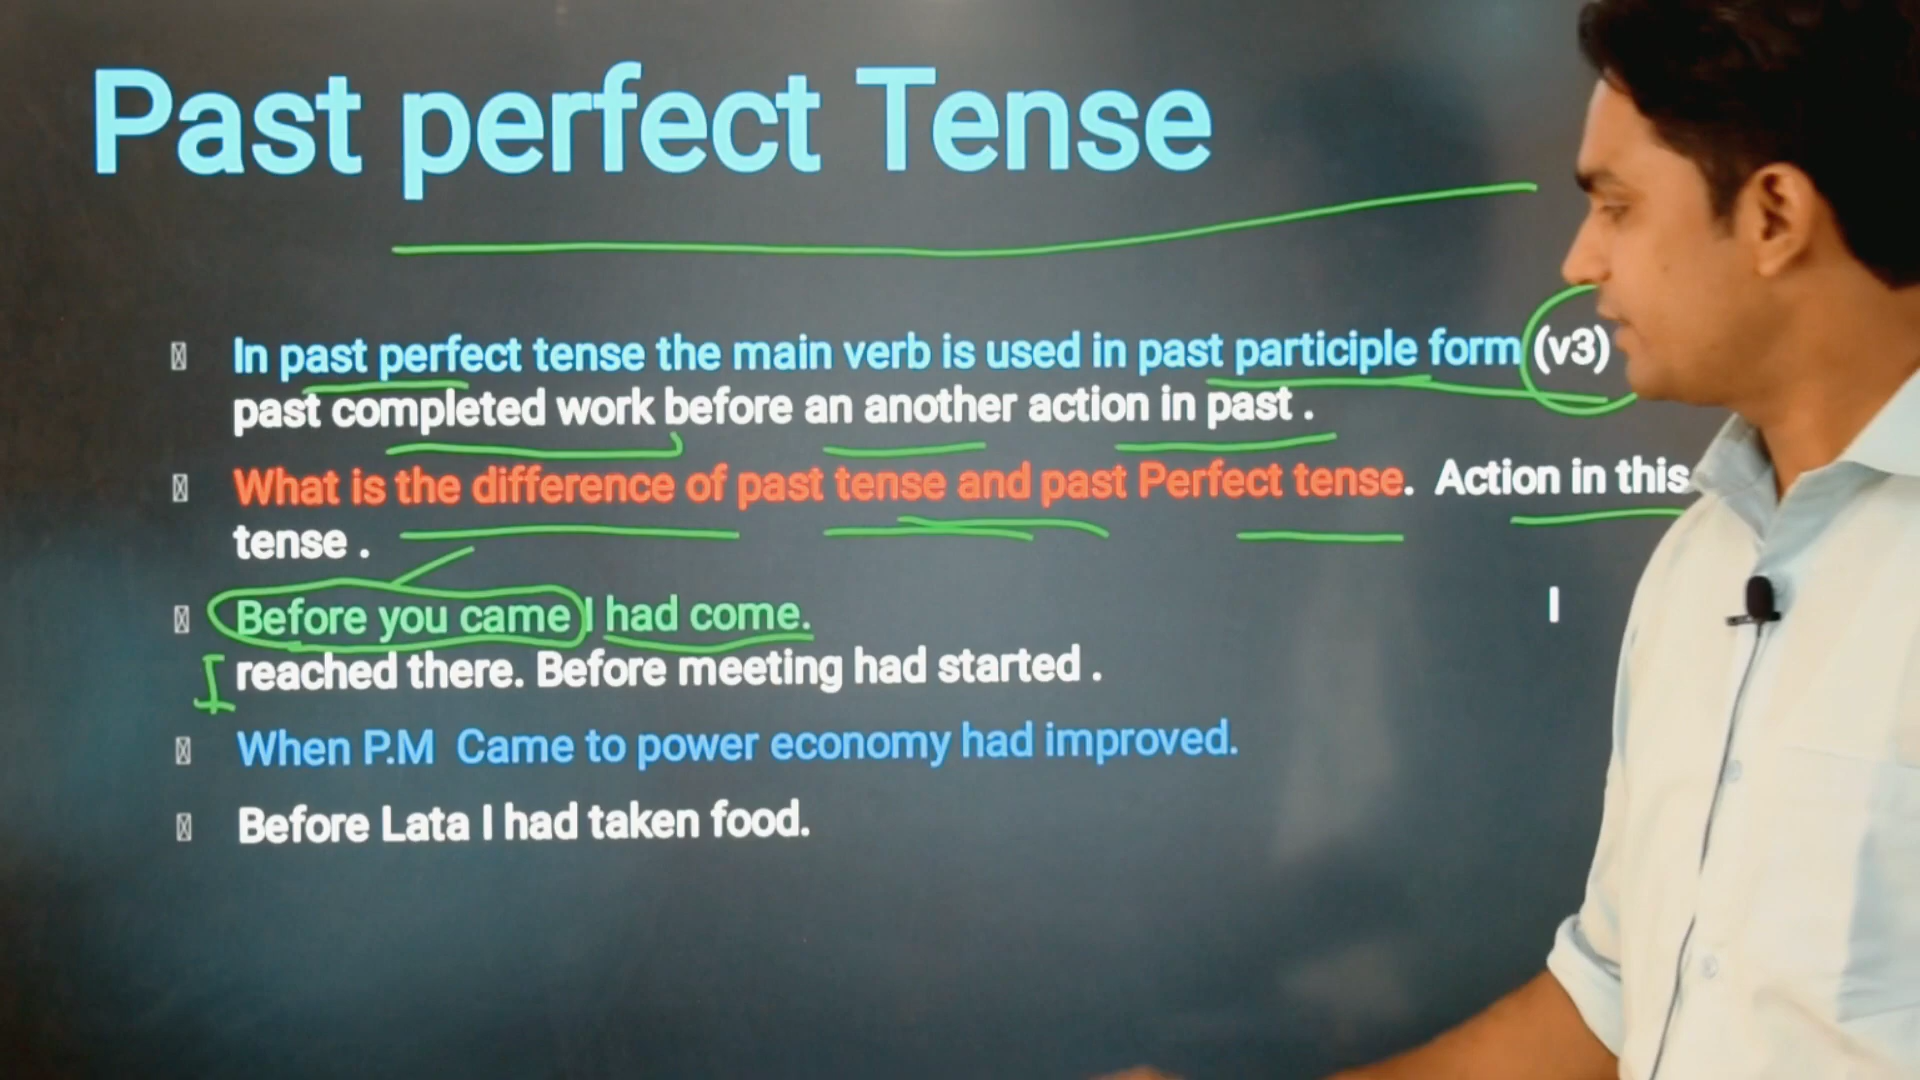 Past perfect Tense
In past perfect tense the main verb is used in past participle form (v3)
past completed work before an another action in past .
What is the difference of past tense and past Perfect tense. Action in this
tense .
Before you came I had come. I
I reached there. Before meeting had started .
When P.M Came to power economy had improved.
Before Lata I had taken food.